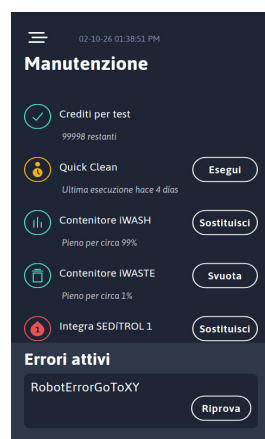 02-10-26 01:38:51 PM
Manutenzione
Crediti per test
99998 restanti
Quick Clean
Esegui
Ultima esecuzione hace 4 días
Contenitore iWASH
Sostituisci
Pieno per circa 99%
Contenitore iWASTE
Svuota
Pieno per circa 1%
1
Integra SEDíTROL 1
Sostituisci
Errori attivi
RobotErrorGoToXY
Riprova